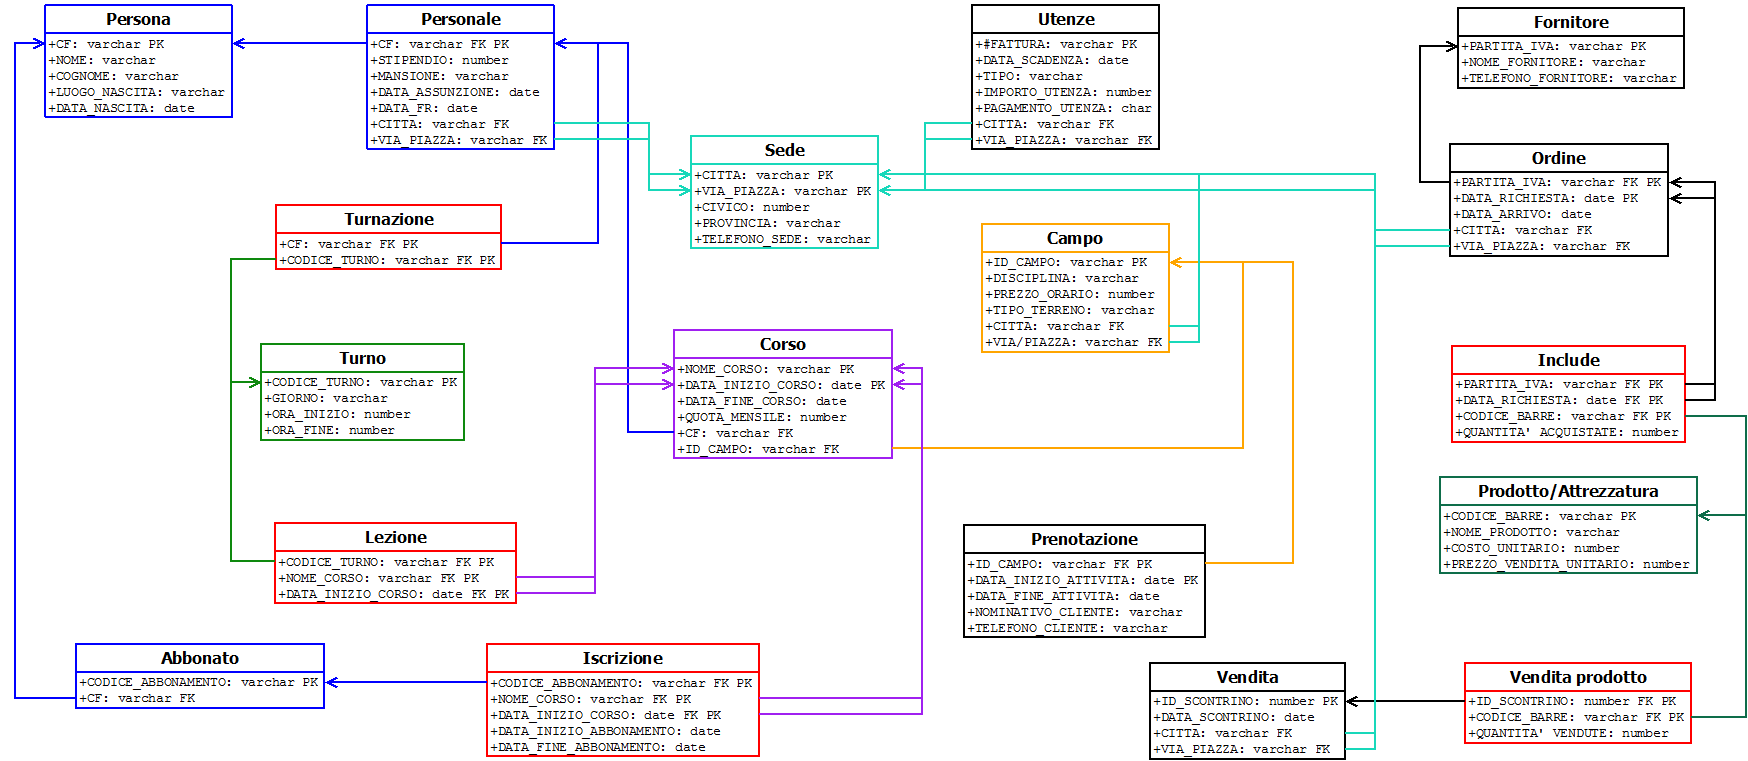 Persona
+CF: varchar PK
+NOME: varchar
+COGNOME: varchar
+LUOGO_NASCITA: varchar
+DATA_NASCITA: date
Personale
+CF: varchar FK PK
+STIPENDIO: number
+MANSIONE: varchar
+DATA_ASSUNZIONE: date
+DATA_FR: date
+CITTA: varchar FK
+VIA_PIAZZA: varchar FK
Utenze
+#FATTURA: varchar PK
+DATA_SCADENZA: date
+TIPO: varchar
+IMPORTO_UTENZA: number
+PAGAMENTO_UTENZA: char
+CITTA: varchar FK
+VIA_PIAZZA: varchar FK
Fornitore
+PARTITA_IVA: varchar PK
+NOME_FORNITORE: varchar
+TELEFONO_FORNITORE: varchar
Sede
+CITTA: varchar PK
+VIA_PIAZZA: varchar PK
+CIVICO: number
+PROVINCIA: varchar
+TELEFONO_SEDE: varchar
Ordine
+PARTITA_IVA: varchar FK PK
+DATA_RICHIESTA: date PK
+DATA_ARRIVO: date
+CITTA: varchar FK
+VIA_PIAZZA: varchar FK
Turnazione
+CF: varchar FK PK
+CODICE_TURNO: varchar FK PK
Campo
+ID_CAMPO: varchar PK
+DISCIPLINA: varchar
+PREZZO_ORARIO: number
+TIPO_TERRENO: varchar
+CITTA: varchar FK
+VIA/PIAZZA: varchar FK
Turno
+CODICE_TURNO: varchar PK
+GIORNO: varchar
+ORA_INIZIO: number
+ORA_FINE: number
Corso
+NOME_CORSO: varchar PK
+DATA_INIZIO_CORSO: date PK
+DATA_FINE_CORSO: date
+QUOTA_MENSILE: number
+CF: varchar FK
+ID_CAMPO: varchar FK
Include
+PARTITA_IVA: varchar FK PK
+DATA_RICHIESTA: date FK PK
+CODICE_BARRE: varchar FK PK
+QUANTITA' ACQUISTATE: number
Prodotto/Attrezzatura
+CODICE_BARRE: varchar PK
+NOME_PRODOTTO: varchar
+COSTO_UNITARIO: number
+PREZZO_VENDITA_UNITARIO: number
Lezione
+CODICE_TURNO: varchar FK PK
+NOME_CORSO: varchar FK PK
+DATA_INIZIO_CORSO: date FK PK
Prenotazione
+ID_CAMPO: varchar FK PK
+DATA_INIZIO_ATTIVITA: date PK
+DATA_FINE_ATTIVITA: date
+NOMINATIVO_CLIENTE: varchar
+TELEFONO_CLIENTE: varchar
Abbonato
+CODICE_ABBONAMENTO: varchar PK
+CF: varchar FK
Iscrizione
+CODICE_ABBONAMENTO: varchar FK PK
+NOME_CORSO: varchar FK PK
+DATA_INIZIO_CORSO: date FK PK
+DATA_INIZIO_ABBONAMENTO: date
+DATA_FINE_ABBONAMENTO: date
Vendita
+ID_SCONTRINO: number PK
+DATA_SCONTRINO: date
+CITTA: varchar FK
+VIA_PIAZZA: varchar FK
Vendita prodotto
+ID_SCONTRINO: number FK PK
+CODICE_BARRE: varchar FK PK
+QUANTITA' VENDUTE: number